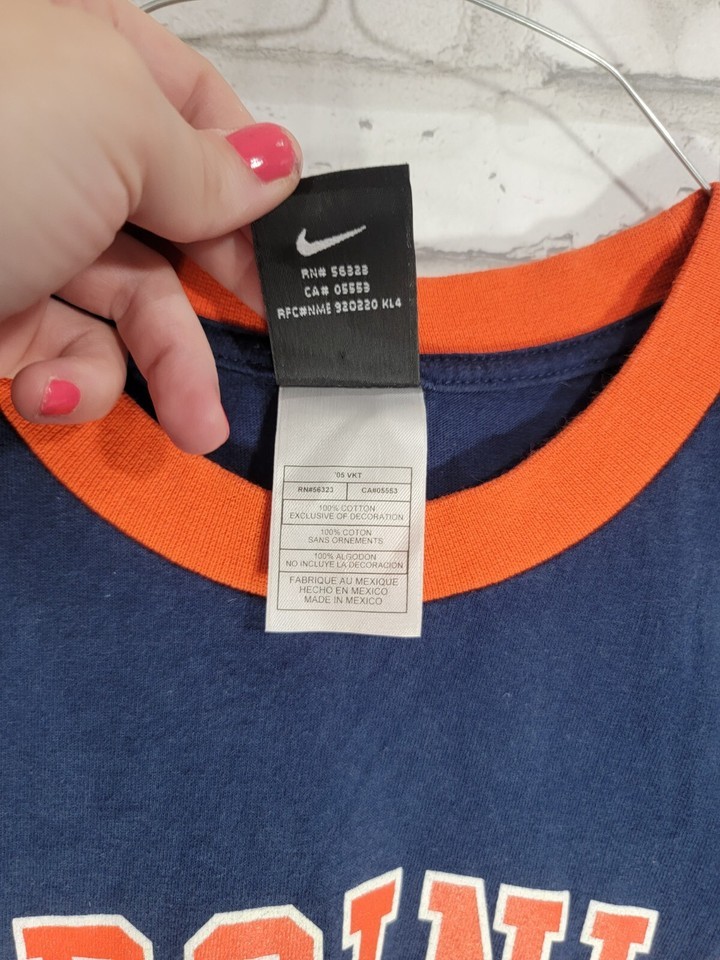 RN# 56323
CA# 05553
RFC#NME 920220 KL4
'05 VKT
RN#56323 CA#05553
100% COTTON
EXCLUSIVE OF DECORATION
100% COTON
SANS ORNEMENTS
100% ALGODON
NO INCLUYE LA DECORACION
FABRIQUE AU MEXIQUE
HECHO EN MEXICO
MADE IN MEXICO